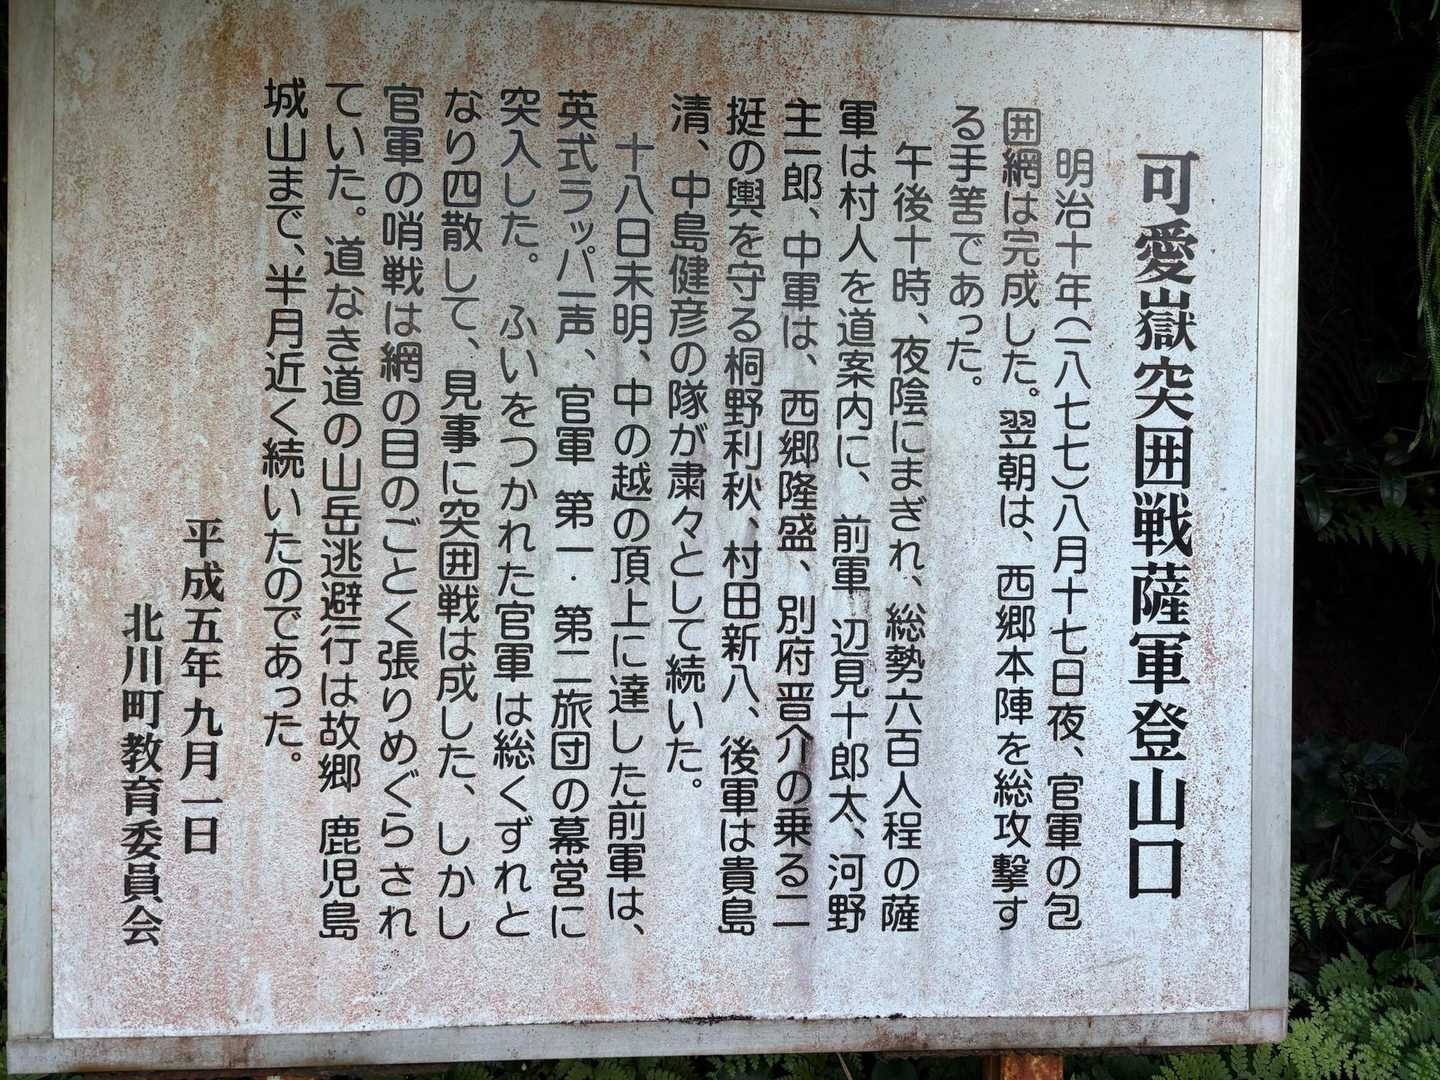 可愛嶽突囲戦薩軍登山口
明治十年(一八七七)八月十七日夜、官軍の包
囲網は完成した。翌朝は、西郷本陣を総攻撃す
る手筈であった。
午後十時、夜陰にまぎれ、総勢六百人程の薩
軍は村人を道案内に、前軍 辺見十郎太、河野
主一郎、中軍は、西郷隆盛、別府晋介の乗る二
挺の輿を守る桐野利秋、村田新八、後軍は貴島
清、中島健彦の隊が粛々として続いた。
十八日未明、中の越の頂上に達した前軍は、
英式ラッパ一声、官軍 第一・第二旅団の幕営に
突入した。ふいをつかれた官軍は総くずれと
なり四散して、見事に突囲戦は成した、しかし
官軍の哨戦は網の目のごとく張りめぐらされ
ていた。道なき道の山岳逃避行は故郷 鹿児島
城山まで、半月近く続いたのであった。
平成五年九月一日
北川町教育委員会